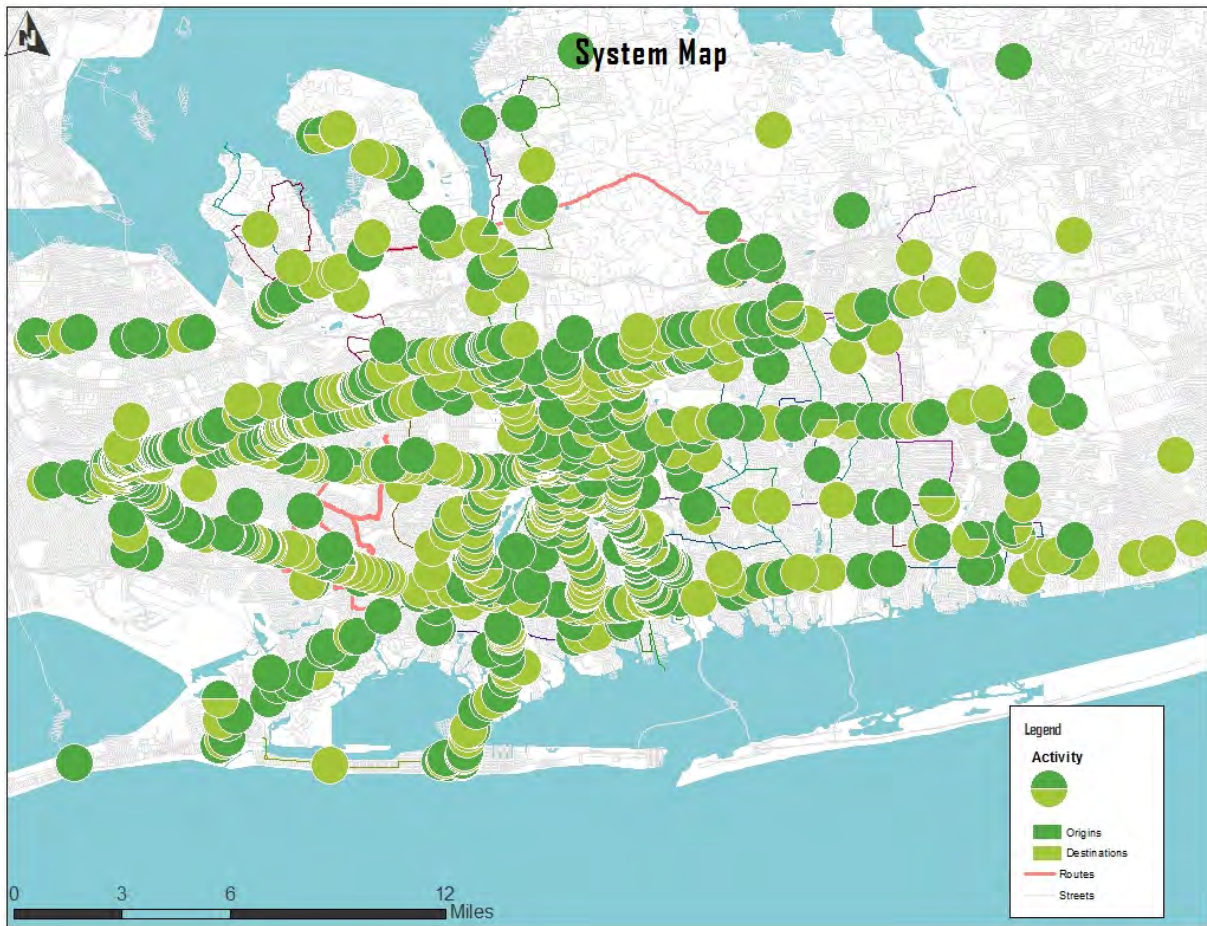 N
System Map
Legend
Activity
Origins
Destinations
Routes
Streets
0 3 6 12
Miles